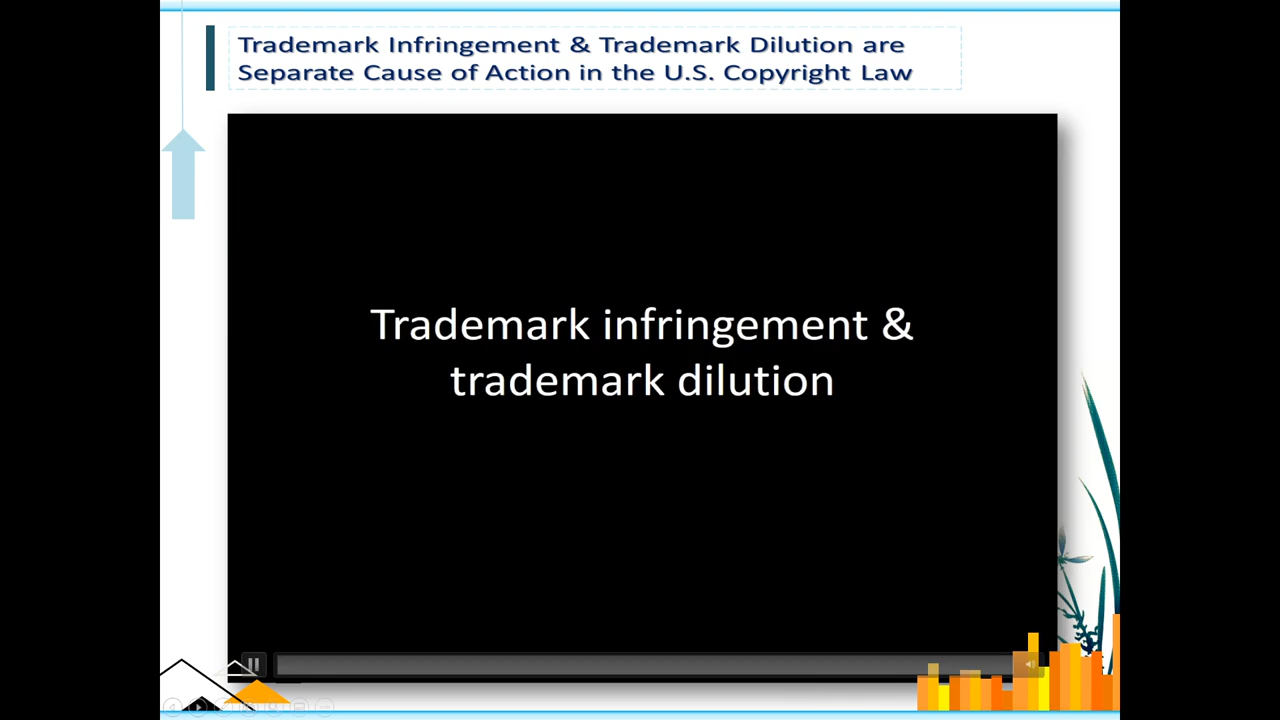 Trademark Infringement & Trademark Dilution are
Separate Cause of Action in the U.S. Copyright Law
Trademark infringement &
trademark dilution